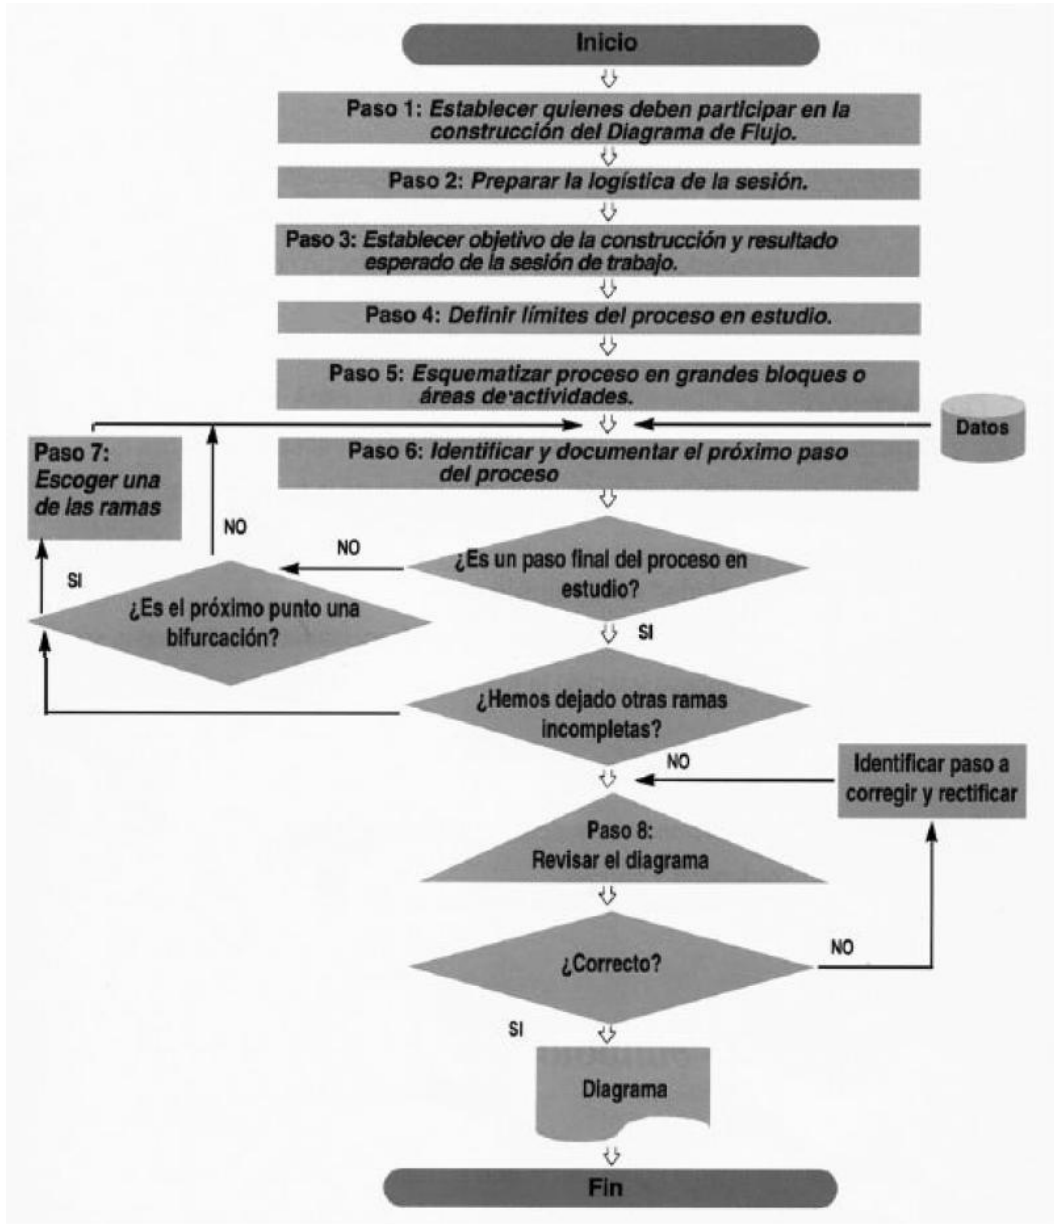 Inicio
Paso 1: Establecer quienes deben participar en la
construcción del Diagrama de Flujo.
Paso 2: Preparar la logística de la sesión.
Paso 3: Establecer objetivo de la construcción y resultado
esperado de la sesión de trabajo.
Paso 4: Definir límites del proceso en estudio.
Paso 5: Esquematizar proceso en grandes bloques o
áreas de actividades.
Datos
Paso 6: Identificar y documentar el próximo paso
del proceso
Paso 7:
Escoger una
de las ramas
NO
NO
¿Es un paso final del proceso en
estudio?
SI
¿Es el próximo punto una
bifurcación?
SI
¿Hemos dejado otras ramas
incompletas?
NO
Identificar paso a
corregir y rectificar
Paso 8:
Revisar el diagrama
¿Correcto?
NO
SI
Diagrama
Fin